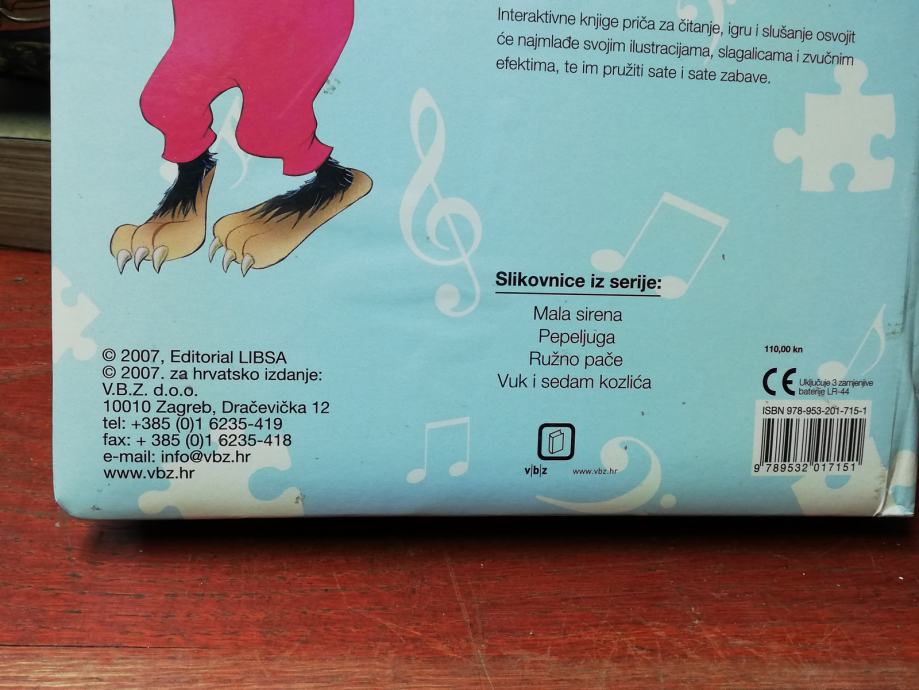 Interaktivne knjige priča za čitanje, igru i slušanje osvojit
će najmlađe svojim ilustracijama, slagalicama i zvučnim
efektima, te im pružiti sate i sate zabave.
Slikovnice iz serije:
Mala sirena
Pepeljuga
Ružno pače
Vuk i sedam kozlića
© 2007, Editorial LIBSA
© 2007. za hrvatsko izdanje:
V.B.Z. d.o.o.
10010 Zagreb, Dračevička 12
tel: +385 (0)1 6235-419
fax: + 385 (0)1 6235-418
e-mail: info@vbz.hr
www.vbz.hr
v|b|z
www.vbz.hr
110,00 kn
CE
Uključuje 3 zamjenjive
baterije LR-44
ISBN 978-953-201-715-1
9 789532 017151